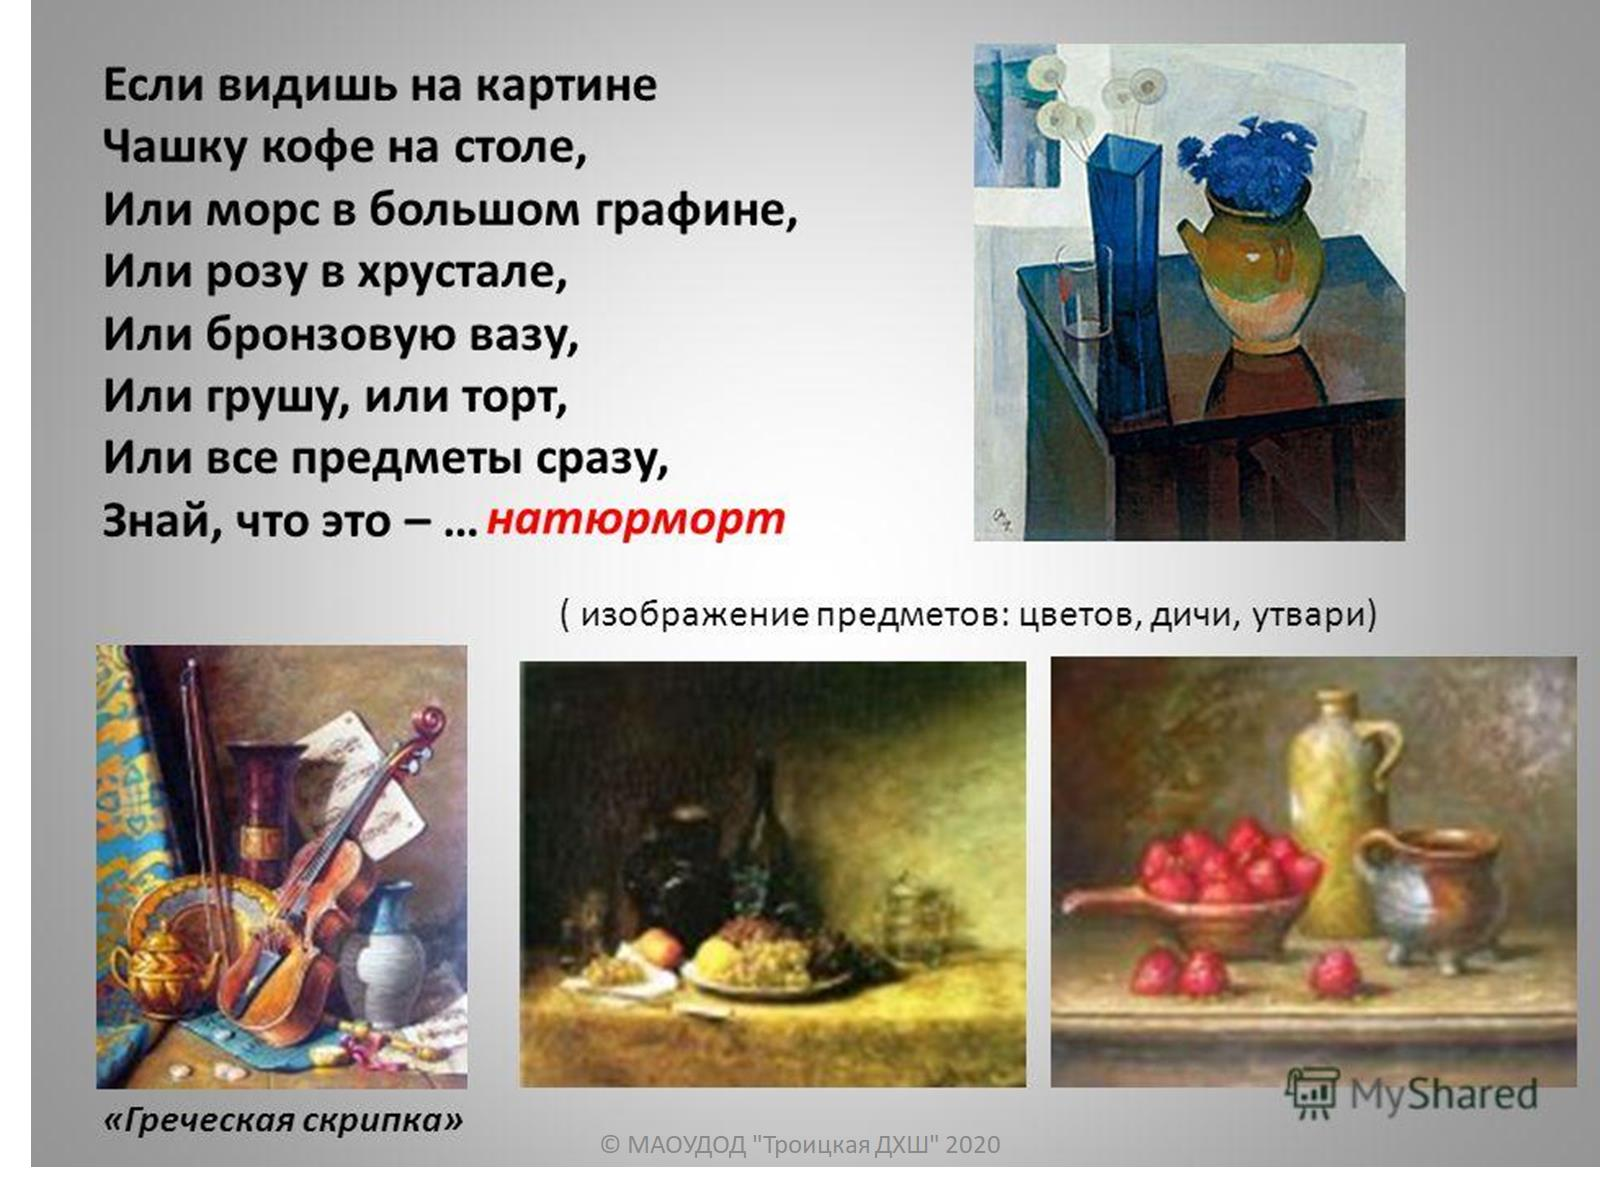 Если видишь на картине
Чашку кофе на столе,
Или морс в большом графине,
Или розу в хрустале,
Или бронзовую вазу,
Или грушу, или торт,
Или все предметы сразу,
Знай, что это – … натюрморт
( изображение предметов: цветов, дичи, утвари)
«Греческая скрипка»
MyShared
© МАОУДОД "Троицкая ДХШ" 2020